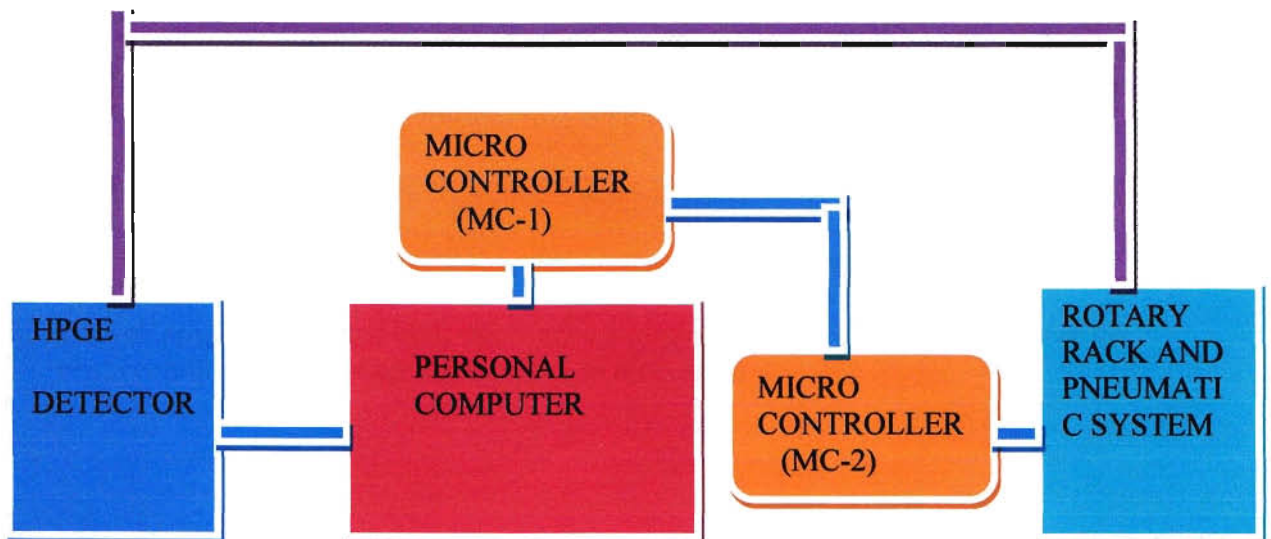 MICRO
CONTROLLER
(MC-1)
HPGE
DETECTOR
PERSONAL
COMPUTER
MICRO
CONTROLLER
(MC-2)
ROTARY
RACK AND
PNEUMATI
C SYSTEM